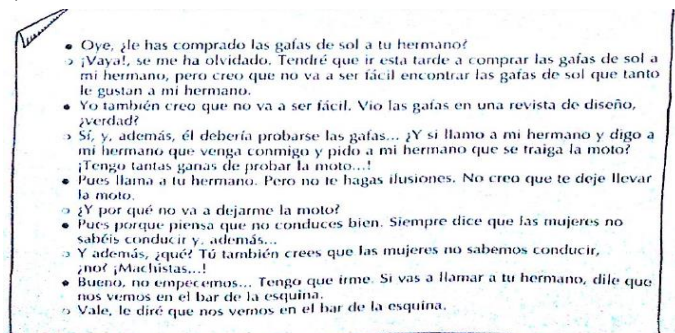 • Oye, ¿le has comprado las gafas de sol a tu hermano?
○ ¡Vaya!, se me ha olvidado. Tendré que ir esta tarde a comprar las gafas de sol a
mi hermano, pero creo que no va a ser fácil encontrar las gafas de sol que tanto
le gustan a mi hermano.
• Yo también creo que no va a ser fácil. Vio las gafas en una revista de diseño,
¿verdad?
○ Sí, y, además, él debería probarse las gafas... ¿Y si llamo a mi hermano y digo a
mi hermano que venga conmigo y pido a mi hermano que se traiga la moto?
¡Tengo tantas ganas de probar la moto...!
• Pues llama a tu hermano. Pero no te hagas ilusiones. No creo que te deje llevar
la moto.
○ ¿Y por qué no va a dejarme la moto?
• Pues porque piensa que no conduces bien. Siempre dice que las mujeres no
sabéis conducir y, además...
○ Y además, ¿qué? Tú también crees que las mujeres no sabemos conducir,
¿no? ¡Machistas...!
• Bueno, no empecemos... Tengo que irme. Si vas a llamar a tu hermano, dile que
nos vemos en el bar de la esquina.
○ Vale, le diré que nos vemos en el bar de la esquina.